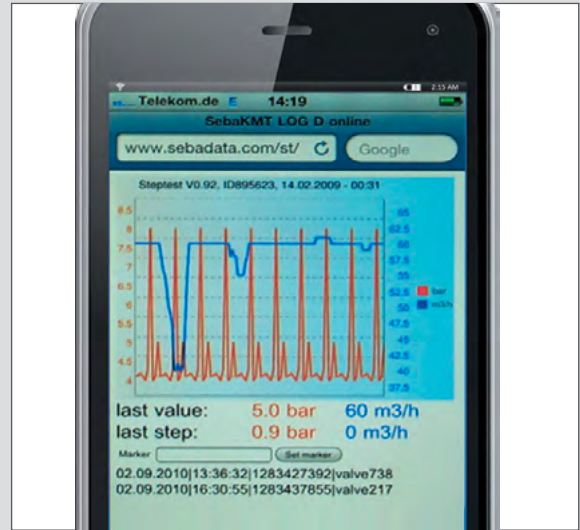 2:15 AM
Telekom.de E 14:19
SebaKMT LOG D online
www.sebadata.com/st/ Google
Steptest V0.92, ID895623, 14.02.2009 - 00:31
8.5
8
7.5
7
6.5
6
5.5
5
4.5
4
65
62.5
60
57.5
55
52.5
50
47.5
45
42.5
40
37.5
bar
m3/h
last value: 5.0 bar 60 m3/h
last step: 0.9 bar 0 m3/h
Marker Set marker
02.09.2010|13:36:32|1283427392|valve738
02.09.2010|16:30:55|1283437855|valve217